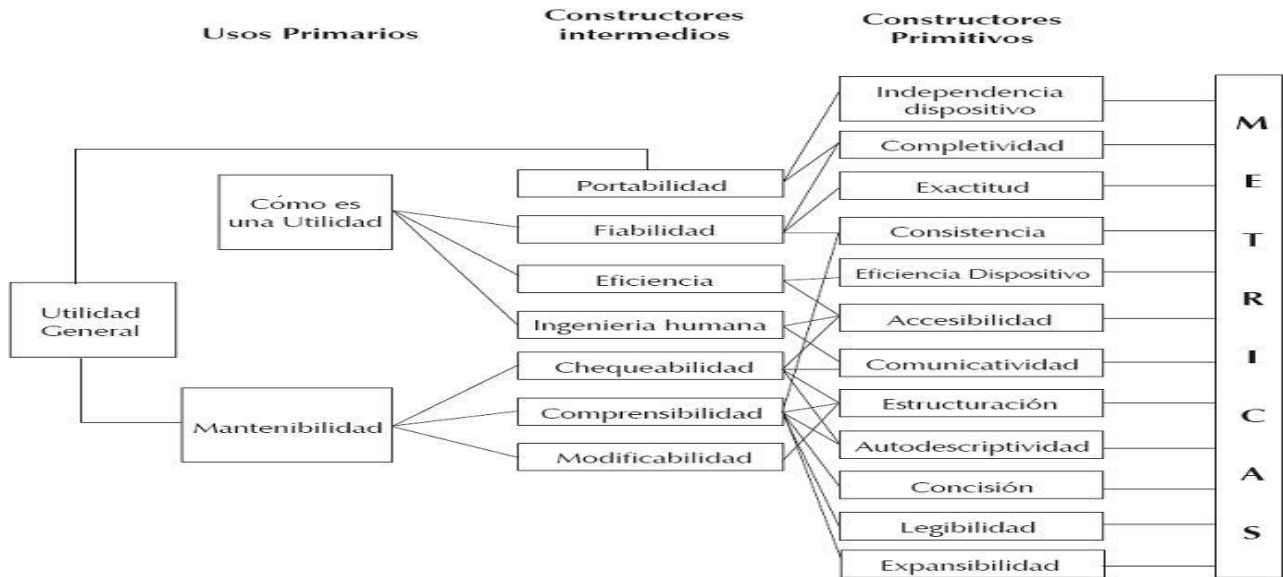 Usos Primarios
Constructores
intermedios
Constructores
Primitivos
Utilidad
General
Cómo es
una Utilidad
Mantenibilidad
Portabilidad
Fiabilidad
Eficiencia
Ingenieria humana
Chequeabilidad
Comprensibilidad
Modificabilidad
Independencia
dispositivo
Completividad
Exactitud
Consistencia
Eficiencia Dispositivo
Accesibilidad
Comunicatividad
Estructuración
Autodescriptividad
Concisión
Legibilidad
Expansibilidad
M
E
T
R
I
C
A
S